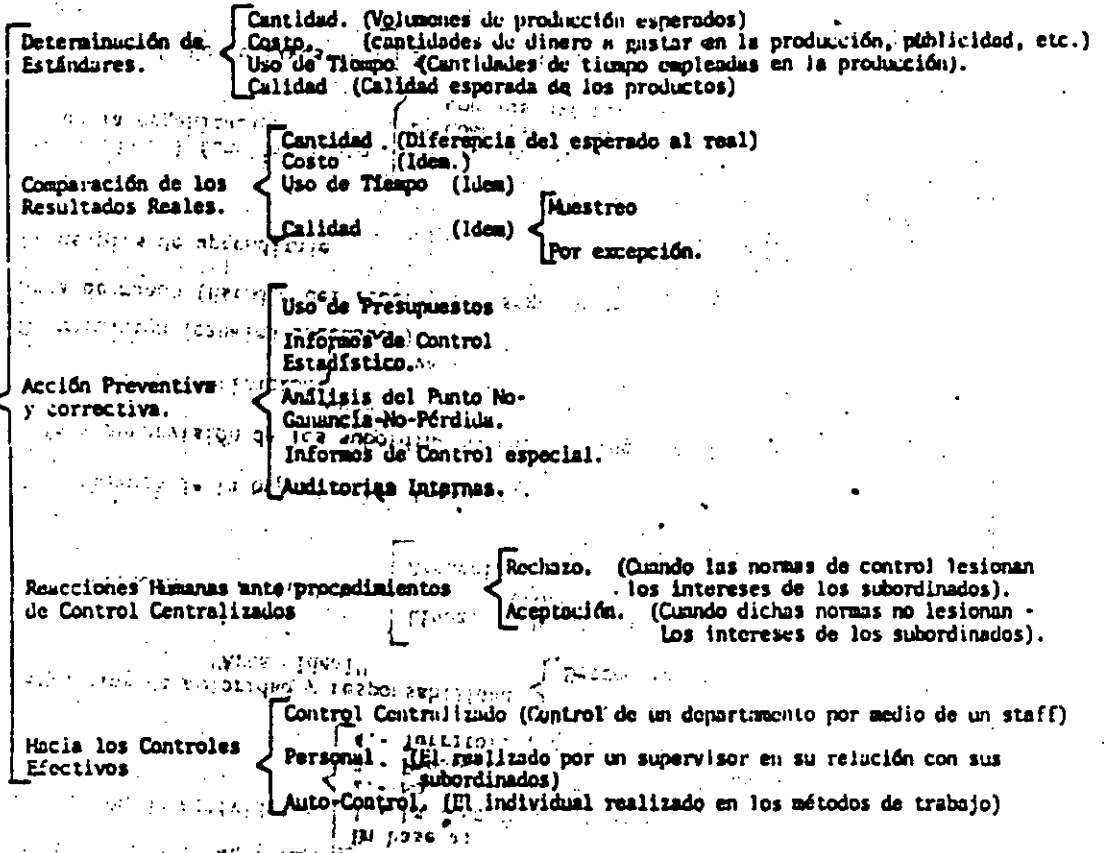 Cantidad. (Volumones de producción esperados)
Determinación de Estándares.
Costo. (cantidades de dinero a gastar en la producción, publicidad, etc.)
Uso de Tiempo. (Cantidades de tiempo empleadas en la producción).
Calidad (Calidad esperada de los productos)
Cantidad. (Diferencia del esperado al real)
Costo (Idem.)
Comparación de los Resultados Reales.
Uso de Tiempo (Idem)
Calidad (Idem)
Muestreo
Por excepción.
Uso de Presupuestos
Informes de Control
Estadístico.
Acción Preventiva
y correctiva.
Análisis del Punto No-
Ganancia-No-Pérdida.
Informes de Control especial.
Auditorias Internas.
Reacciones Humanas ante procedimientos
de Control Centralizados
Rechazo. (Cuando las normas de control lesionan
los intereses de los subordinados).
Aceptación. (Cuando dichas normas no lesionan -
Los intereses de los subordinados).
Hacia los Controles
Efectivos
Control Centralizado (Control de un departamento por medio de un staff)
Personal. (El realizado por un supervisor en su relación con sus
subordinados)
Auto-Control. (El individual realizado en los métodos de trabajo)